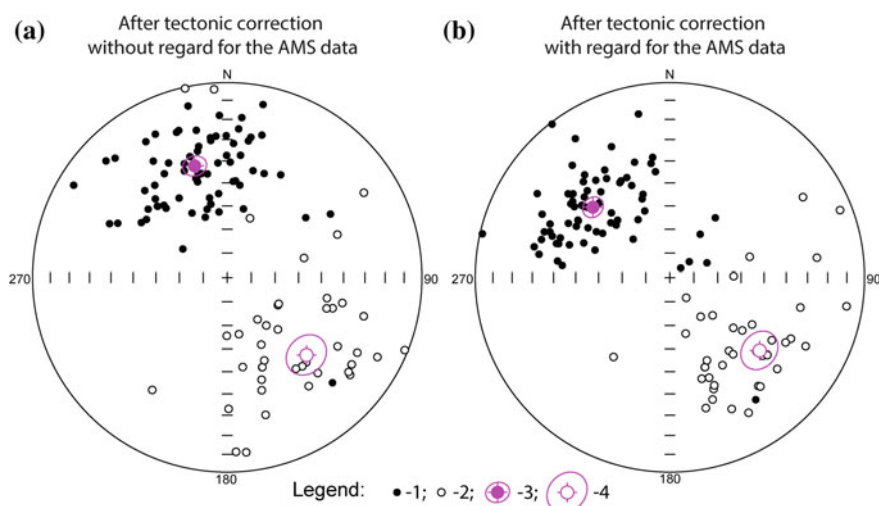 (a)
After tectonic correction
without regard for the AMS data
N
270
90
180
(b)
After tectonic correction
with regard for the AMS data
N
270
90
180
Legend: -1; -2; -3; -4